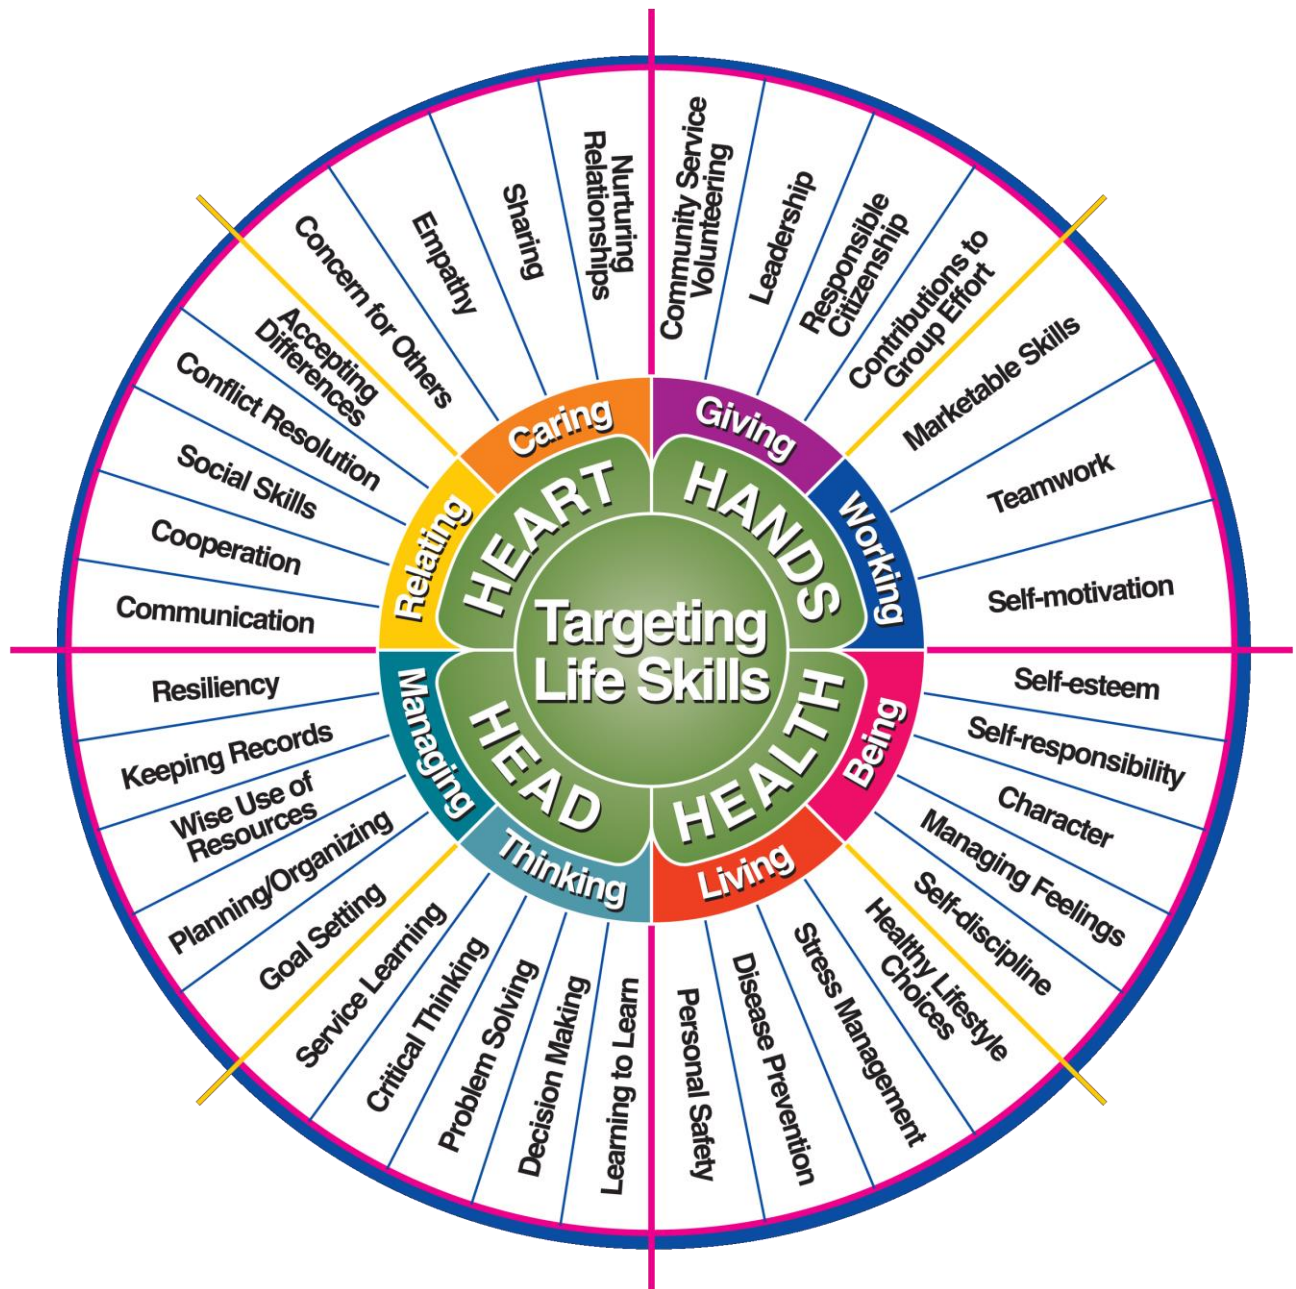 Targeting
Life Skills
HEART
HANDS
HEALTH
HEAD
Caring
Giving
Working
Being
Living
Thinking
Managing
Relating
Community Service
Volunteering
Leadership
Responsible
Citizenship
Contributions to
Group Effort
Marketable Skills
Teamwork
Self-motivation
Self-esteem
Self-responsibility
Character
Managing Feelings
Self-discipline
Healthy Lifestyle
Choices
Stress Management
Disease Prevention
Personal Safety
Learning to Learn
Decision Making
Problem Solving
Critical Thinking
Service Learning
Goal Setting
Planning/Organizing
Wise Use of
Resources
Keeping Records
Resiliency
Communication
Cooperation
Social Skills
Conflict Resolution
Accepting
Differences
Concern for Others
Empathy
Sharing
Nurturing
Relationships